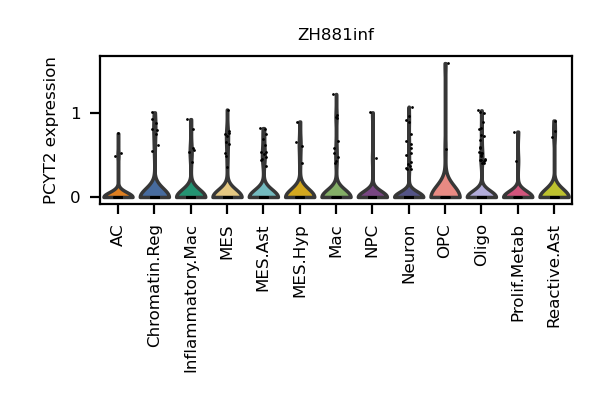 ZH881inf
PCYT2 expression
1
0
AC
Chromatin.Reg
Inflammatory.Mac
MES
MES.Ast
MES.Hyp
Mac
NPC
Neuron
OPC
Oligo
Prolif.Metab
Reactive.Ast